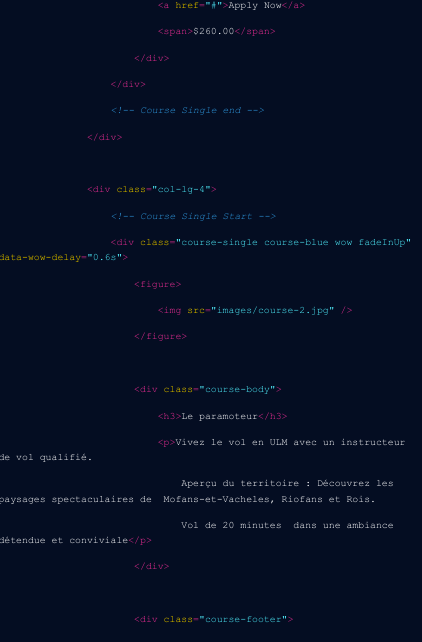 <a href="#">Apply Now</a>
<span>$260.00</span>
</div>
</div>
<!-- Course Single end -->
</div>
<div class="col-lg-4">
<!-- Course Single Start -->
<div class="course-single course-blue wow fadeInUp"
data-wow-delay="0.6s">
<figure>
<img src="images/course-2.jpg" />
</figure>
<div class="course-body">
<h3>Le paramoteur</h3>
<p>Vivez le vol en ULM avec un instructeur
de vol qualifié.
Aperçu du territoire : Découvrez les
paysages spectaculaires de  Mofans-et-Vacheles, Riofans et Rois.
Vol de 20 minutes  dans une ambiance
détendue et conviviale</p>
</div>
<div class="course-footer">